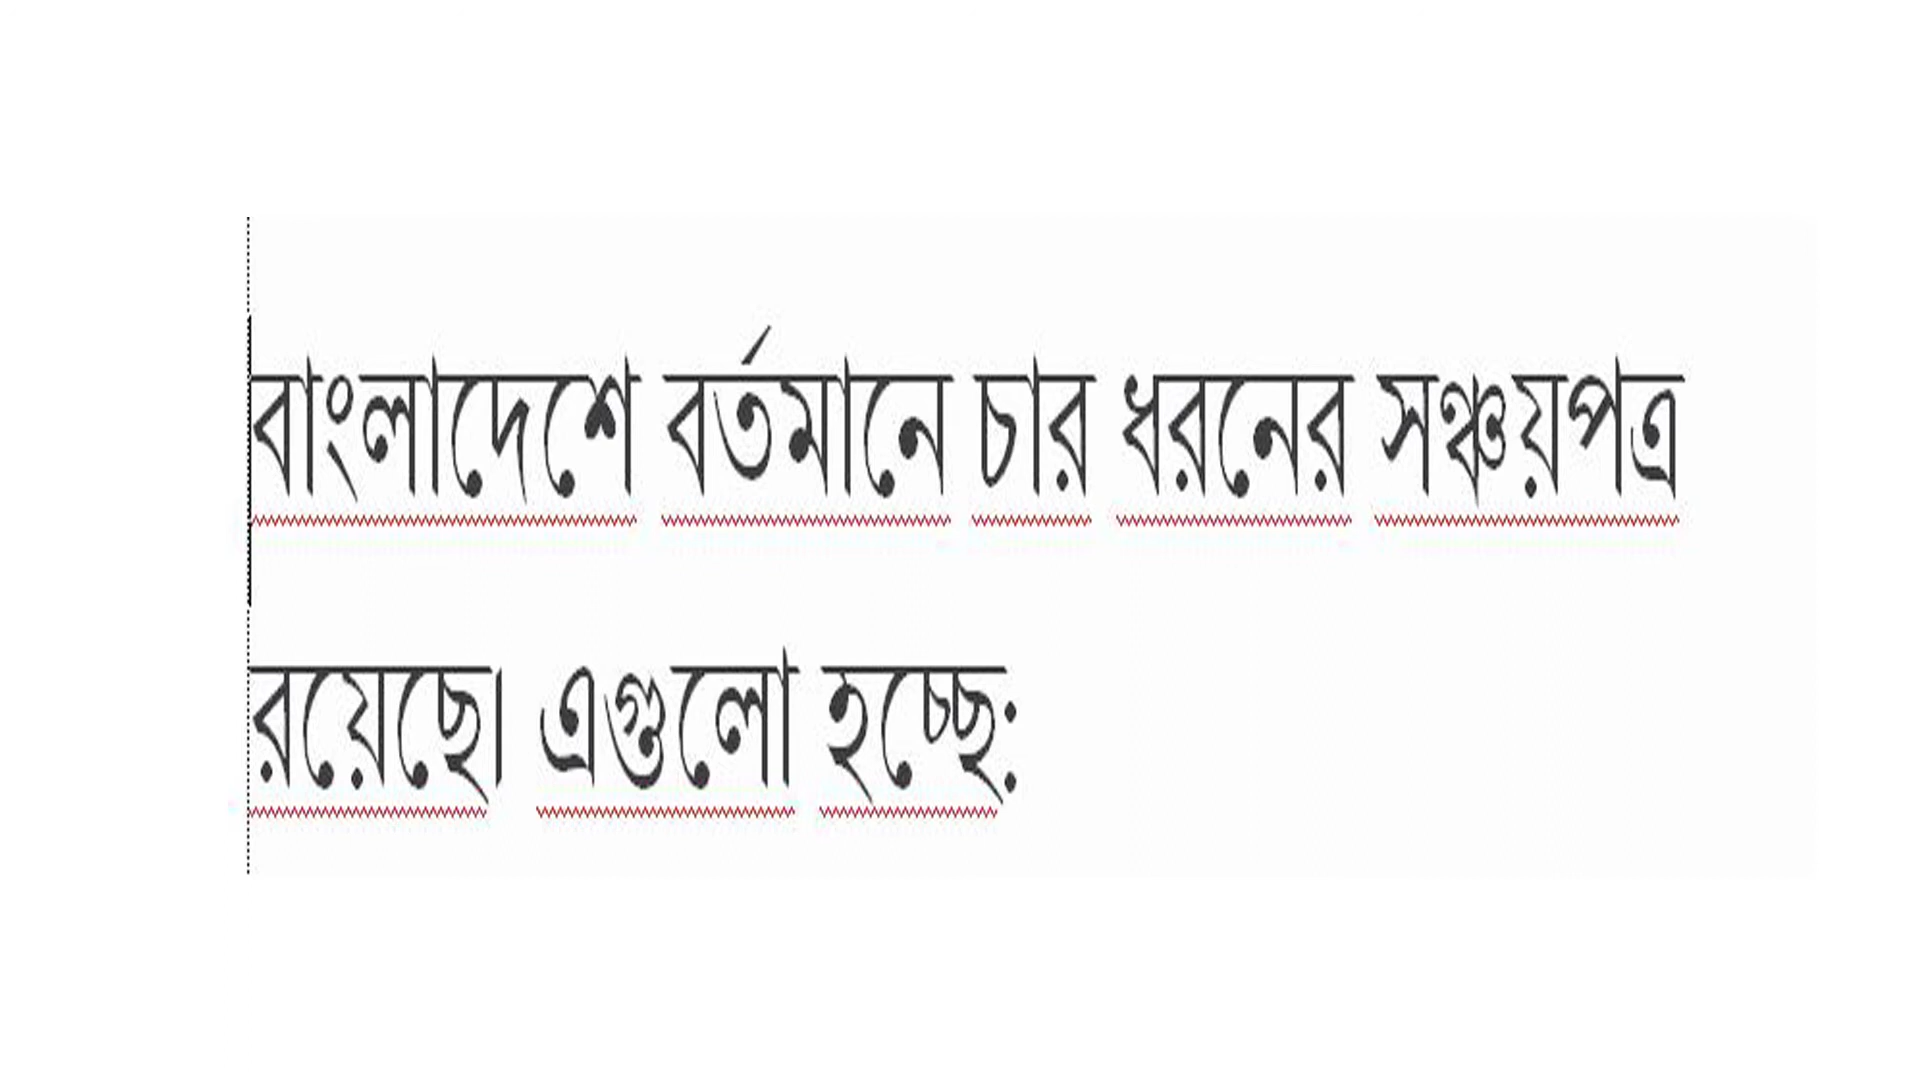 বাংলাদেশে বর্তমানে চার ধরনের সঞ্চয়পত্র
রয়েছে। এগুলো হচ্ছে: